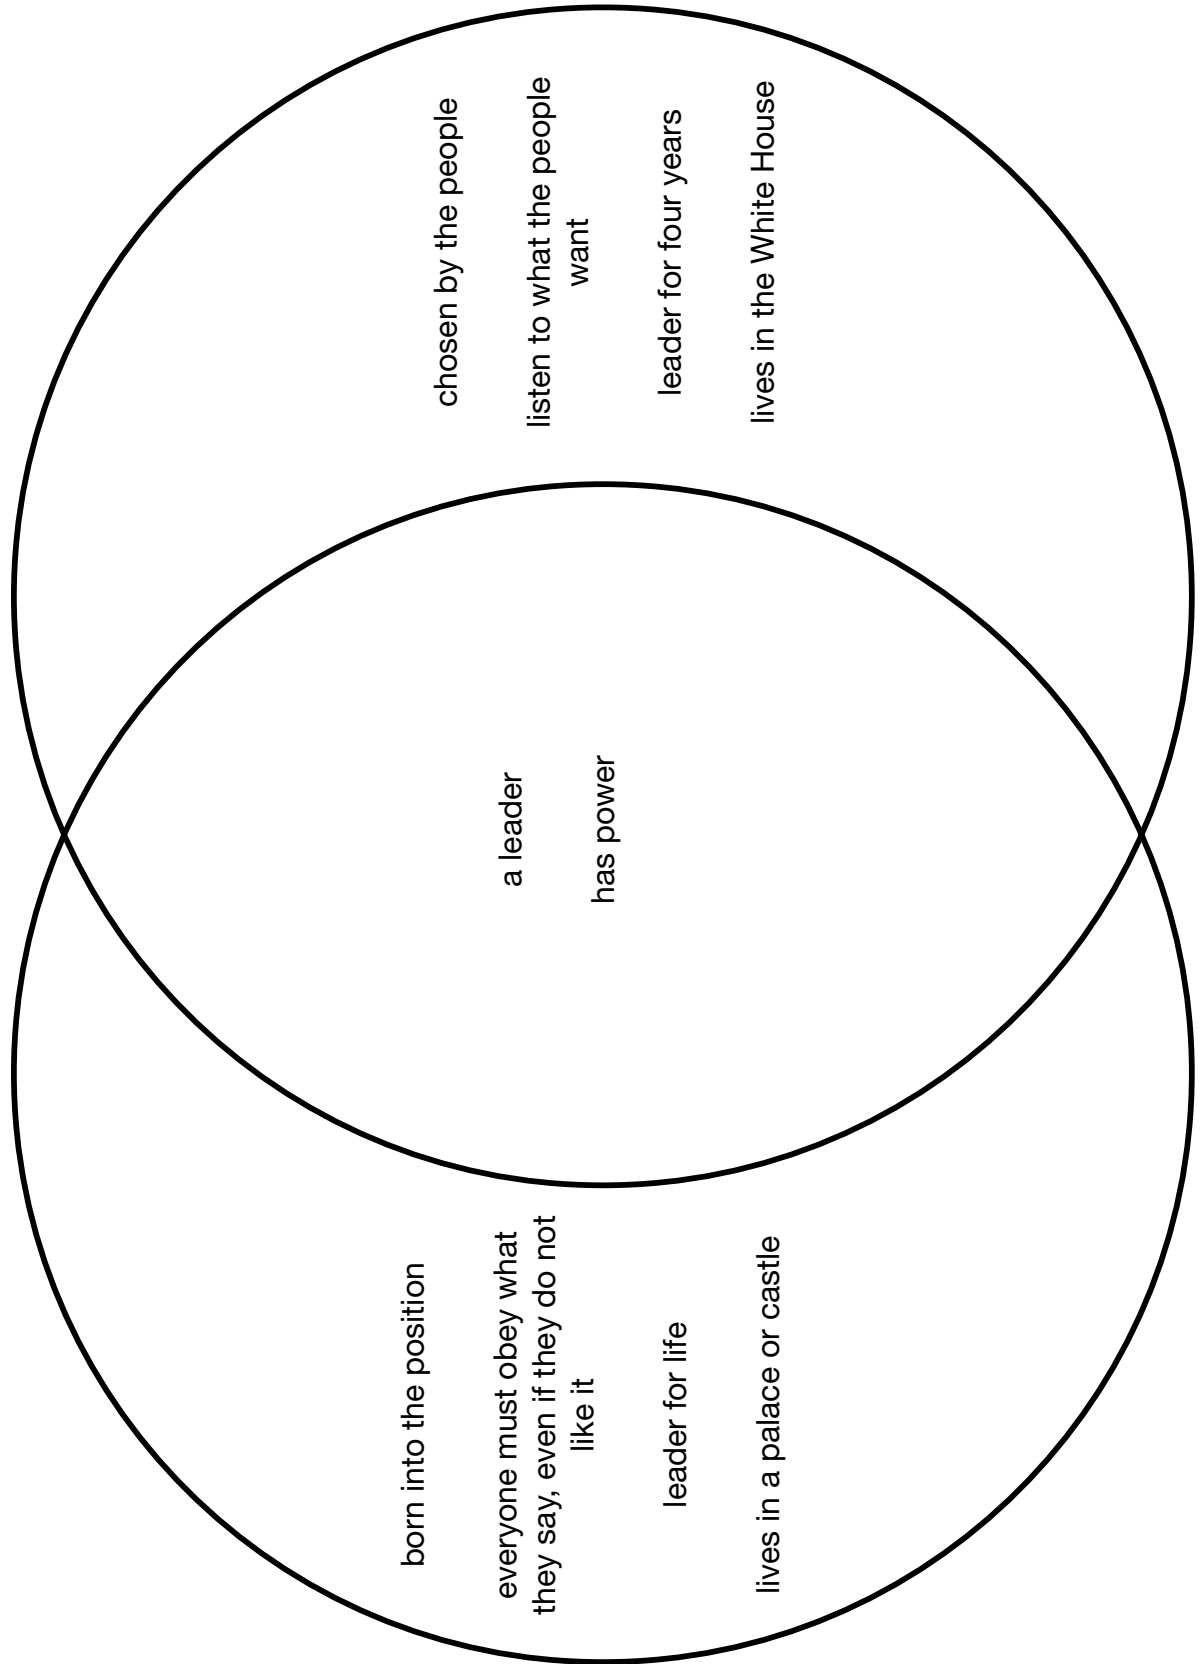 born into the position
everyone must obey what
they say, even if they do not
like it
leader for life
lives in a palace or castle
a leader
has power
chosen by the people
listen to what the people
want
leader for four years
lives in the White House